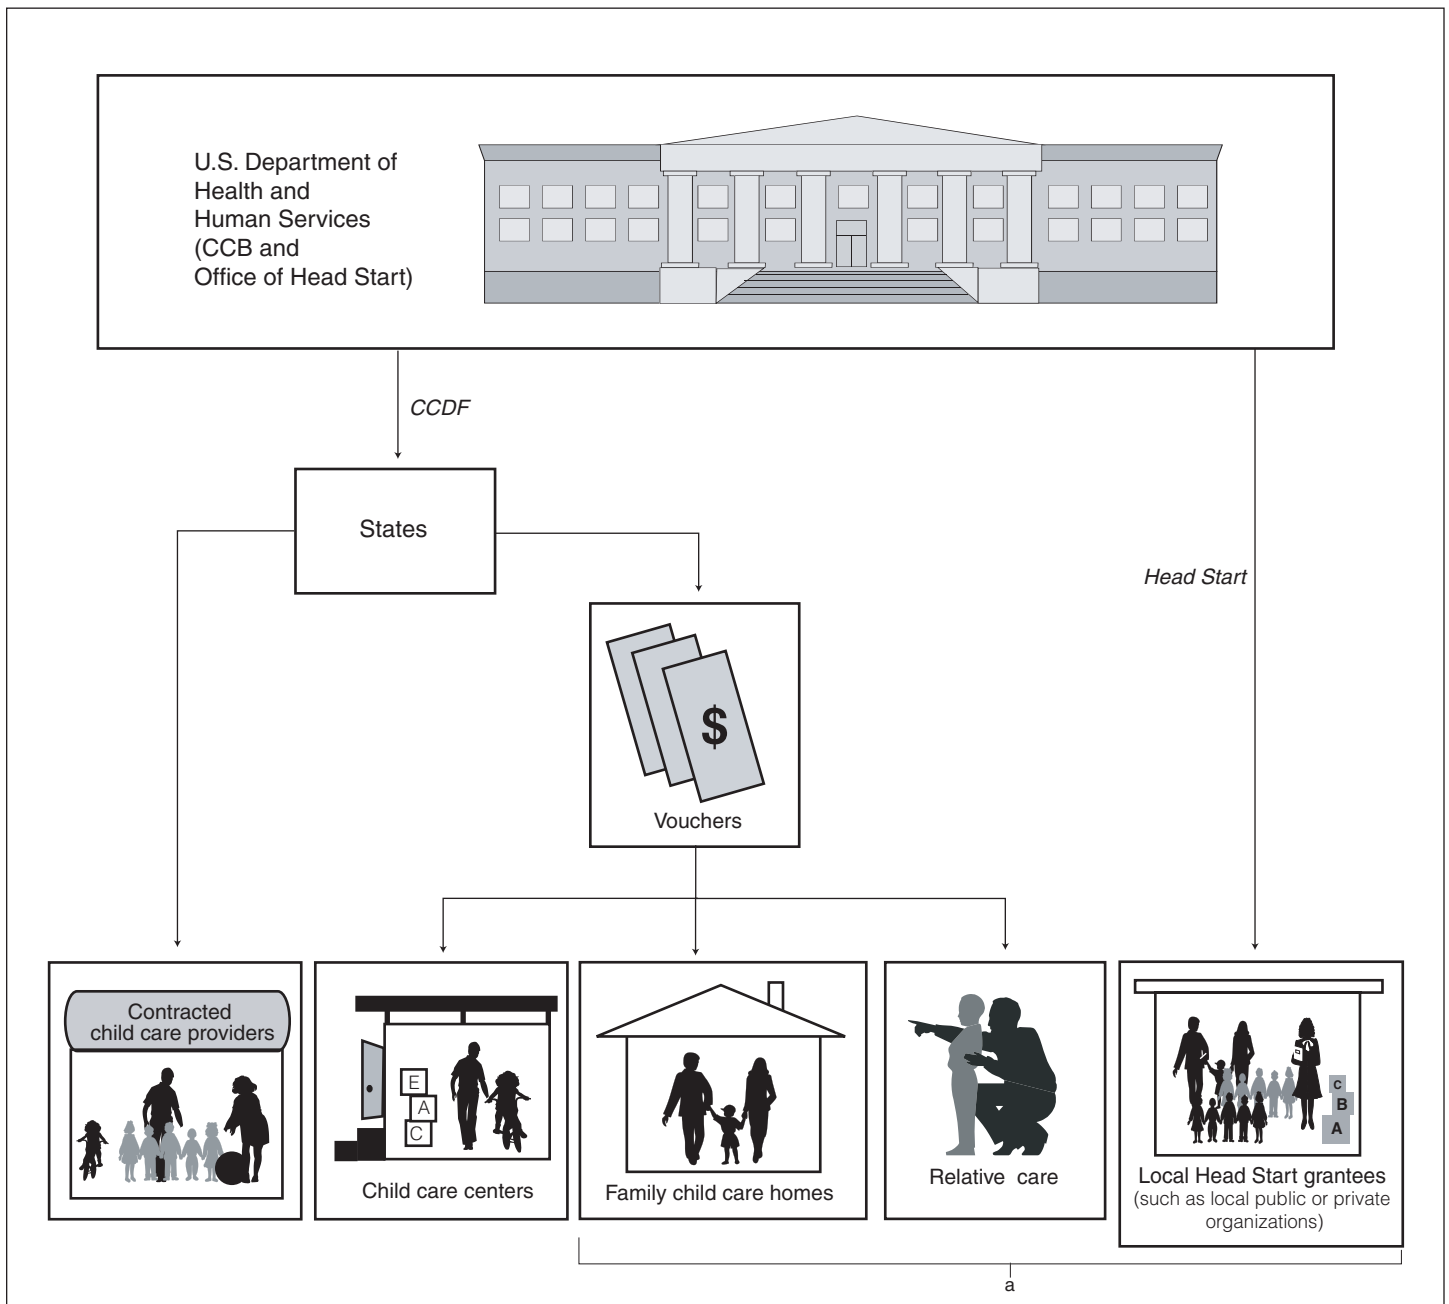 U.S. Department of
Health and
Human Services
(CCB and
Office of Head Start)
CCDF
States
Head Start
$
Vouchers
Contracted
child care providers
E
A
C
Child care centers
Family child care homes
Relative care
C
B
A
Local Head Start grantees
(such as local public or private
organizations)
a